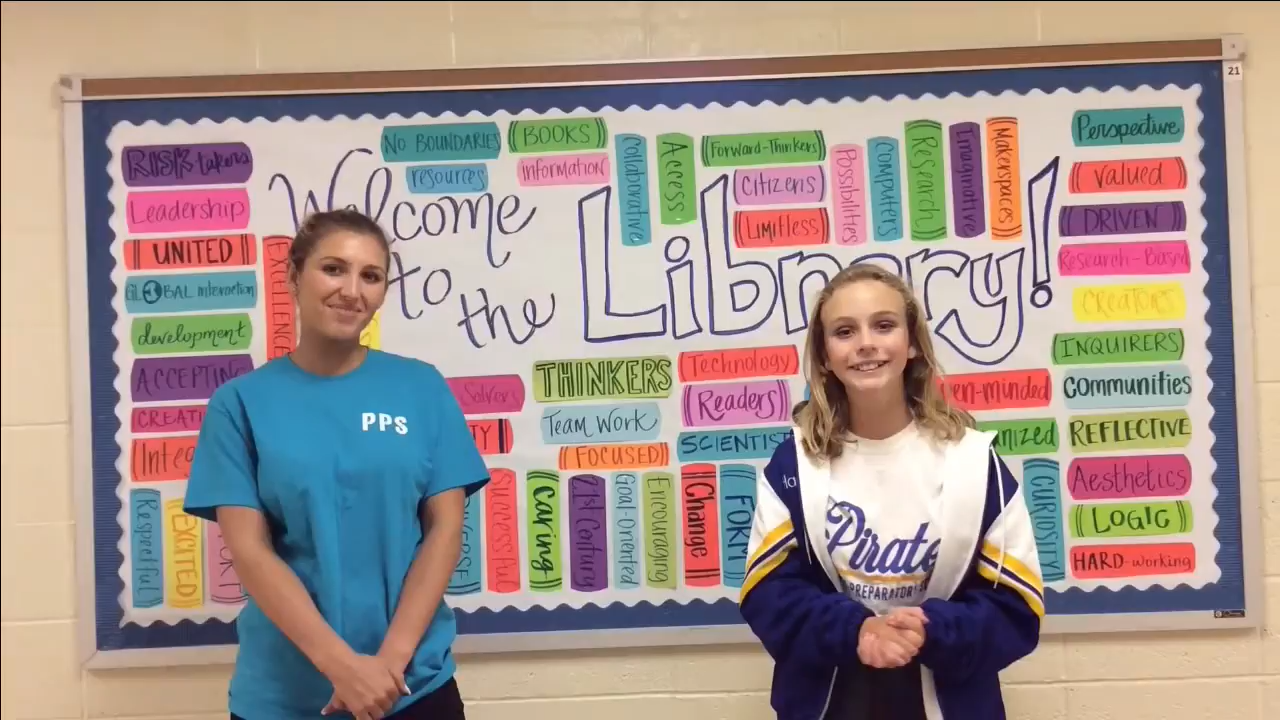 21
Welcome
to
the
Library!
RISK-takers
Leadership
UNITED
GLOBAL interaction
development
ACCEPTING
Respectful
EXCITED
NO BOUNDARIES
resources
BOOKS
information
Collaborative
Access
Forward-Thinkers
CITIZENS
LIMITLESS
Possibilities
Computers
Research
Imaginative
Makerspaces
Perspective
Valued
DRIVEN
Research-Based
CREATORS
INQUIRERS
Communities
REFLECTIVE
Aesthetics
LOGIC
HARD-working
Solvers
THINKERS
Team Work
FOCUSED
Technology
Readers
SCIENTIST
Successful
Caring
21st Century
Goal-Oriented
Encouraging
Change
CURIOSITY
PPS
Pirate
PREPARATORY